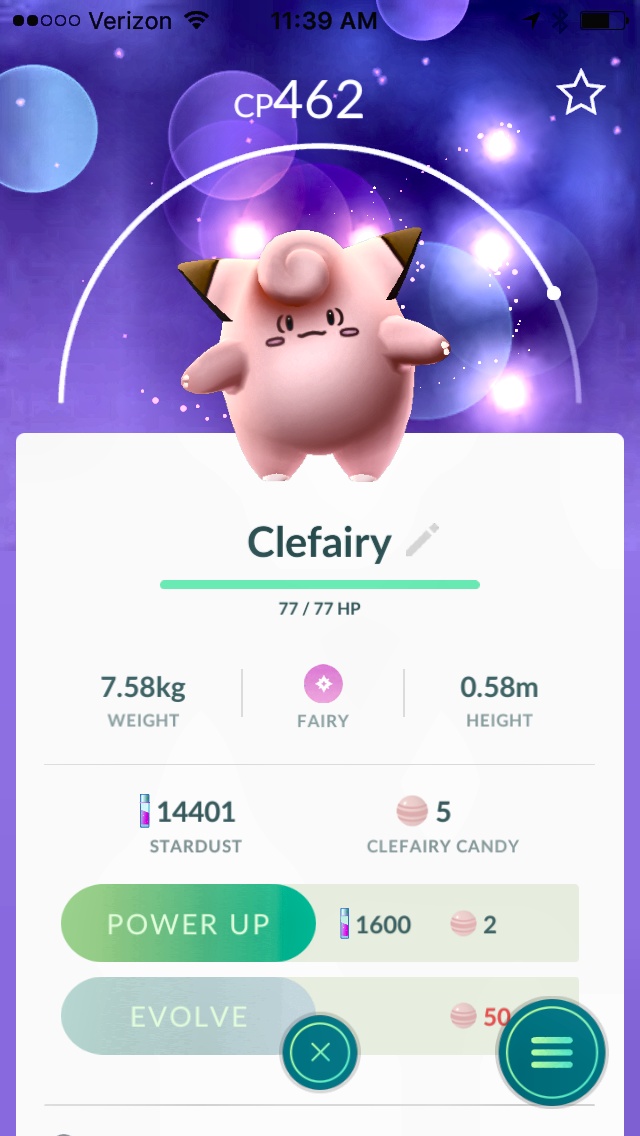 Verizon 11:39 AM
CP462
Clefairy
77 / 77 HP
7.58kg 0.58m
WEIGHT FAIRY HEIGHT
14401 5
STARDUST CLEFAIRY CANDY
POWER UP 1600 2
EVOLVE 50